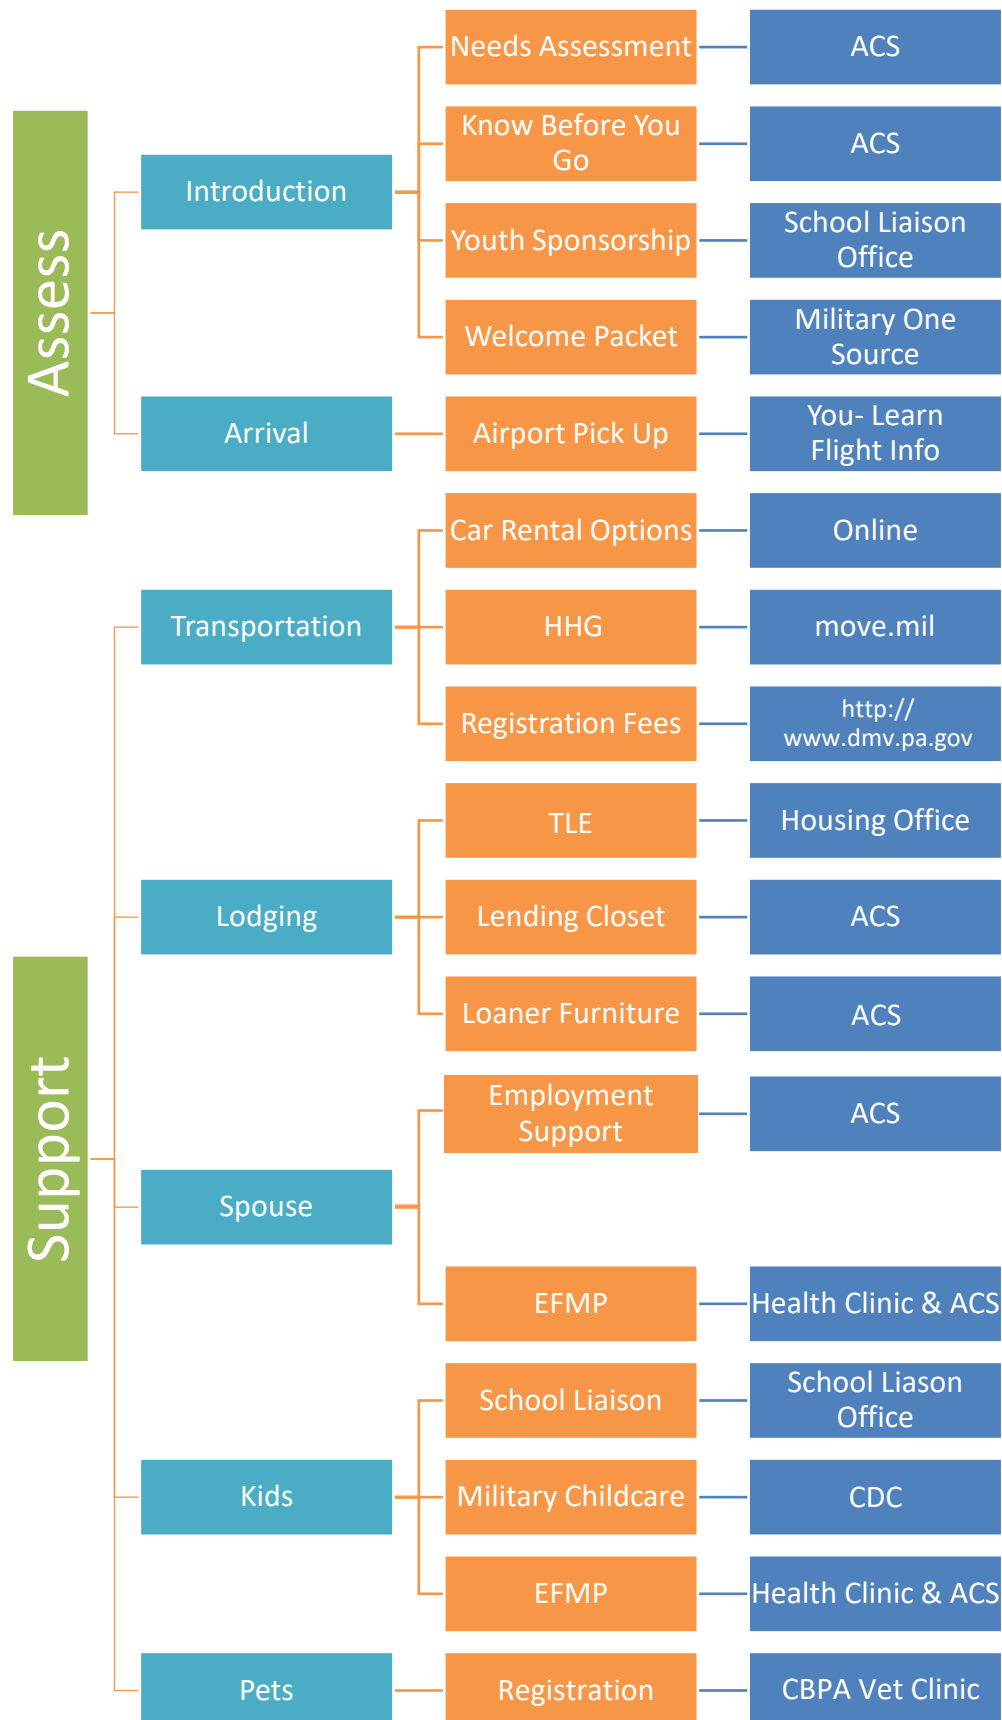 Assess
Introduction
Needs Assessment
ACS
Know Before You
Go
ACS
Youth Sponsorship
School Liaison
Office
Welcome Packet
Military One
Source
Arrival
Airport Pick Up
You- Learn
Flight Info
Support
Transportation
Car Rental Options
Online
HHG
move.mil
Registration Fees
http://
www.dmv.pa.gov
Lodging
TLE
Housing Office
Lending Closet
ACS
Loaner Furniture
ACS
Spouse
Employment
Support
ACS
EFMP
Health Clinic & ACS
Kids
School Liaison
School Liason
Office
Military Childcare
CDC
EFMP
Health Clinic & ACS
Pets
Registration
CBPA Vet Clinic